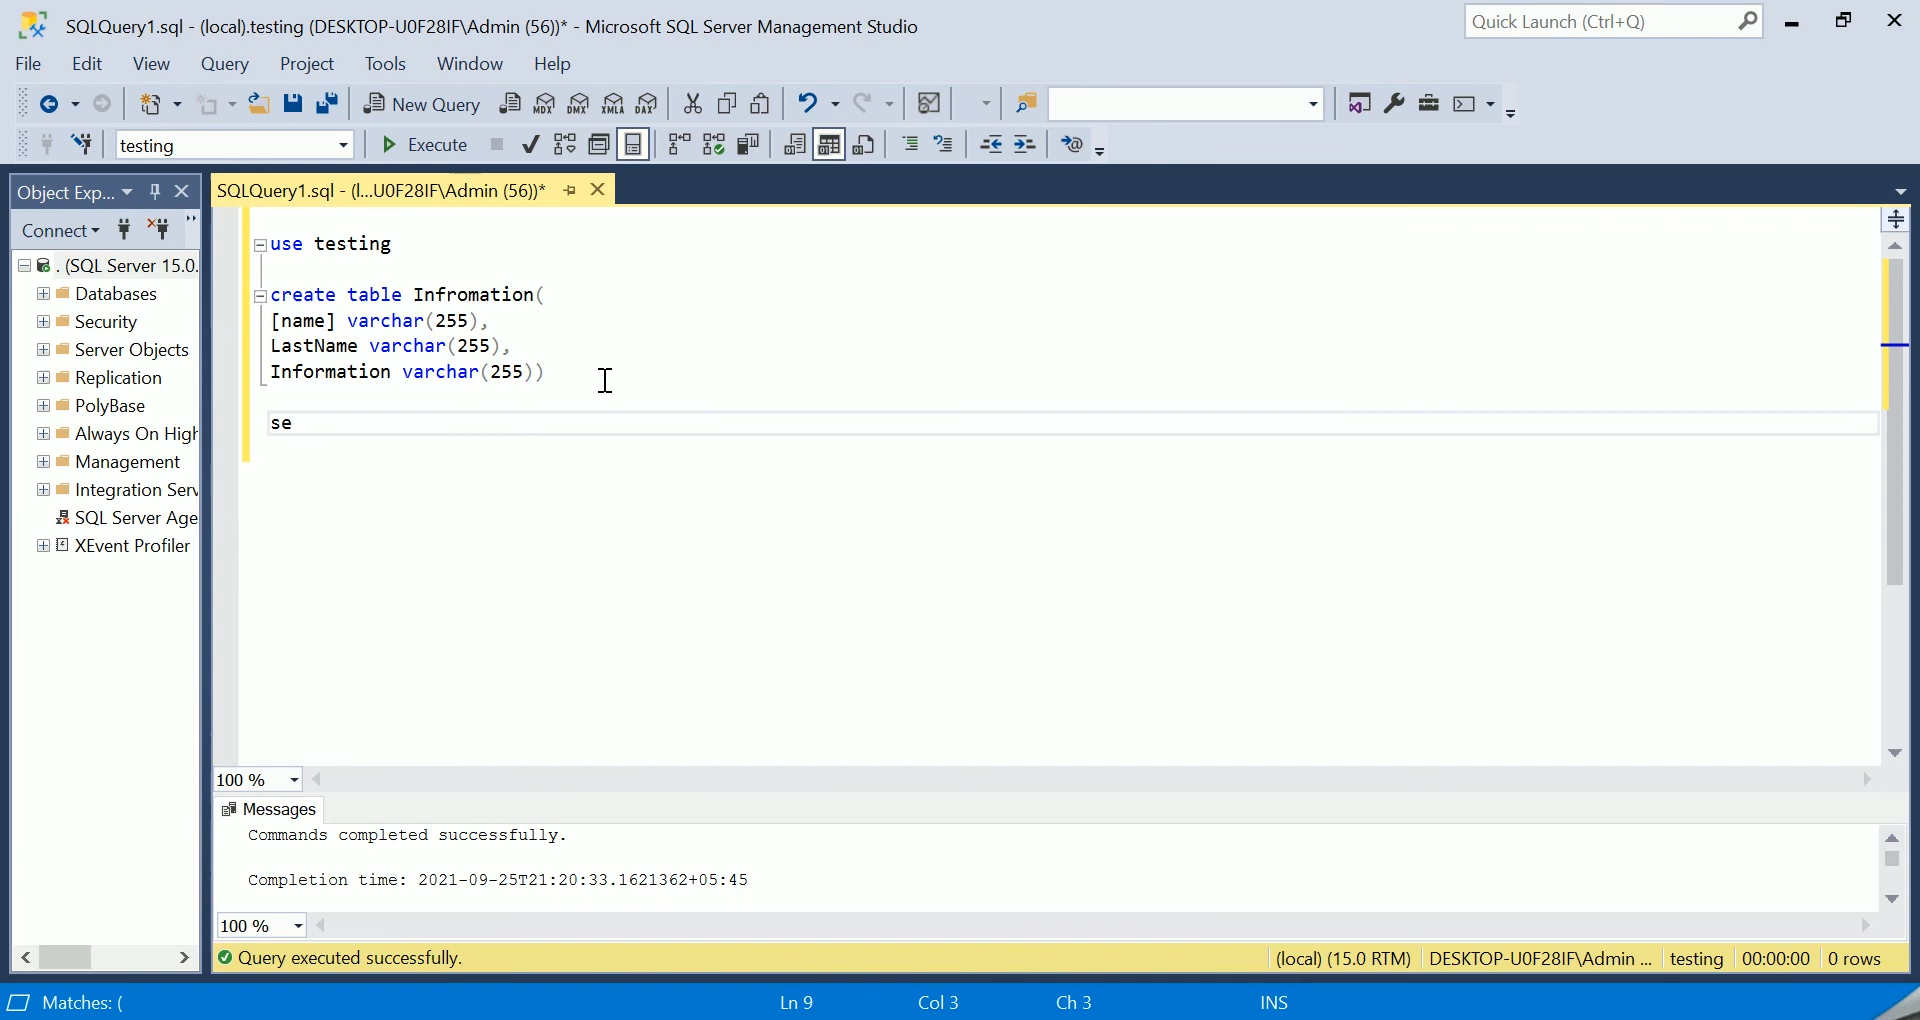 SQLQuery1.sql - (local).testing (DESKTOP-U0F28IF\Admin (56))* - Microsoft SQL Server Management Studio
Quick Launch (Ctrl+Q)
File Edit View Query Project Tools Window Help
New Query MDX DMX XMLA DAX
testing Execute
Object Exp...
SQLQuery1.sql - (l...U0F28IF\Admin (56))*
Connect
. (SQL Server 15.0.
Databases
Security
Server Objects
Replication
PolyBase
Always On High
Management
Integration Serv
SQL Server Age
XEvent Profiler
use testing
create table Infromation(
[name] varchar(255),
LastName varchar(255),
Information varchar(255))
se
100 %
Messages
Commands completed successfully.
Completion time: 2021-09-25T21:20:33.1621362+05:45
100 %
Query executed successfully. (local) (15.0 RTM) DESKTOP-U0F28IF\Admin ... testing 00:00:00 0 rows
Matches: ( Ln 9 Col 3 Ch 3 INS